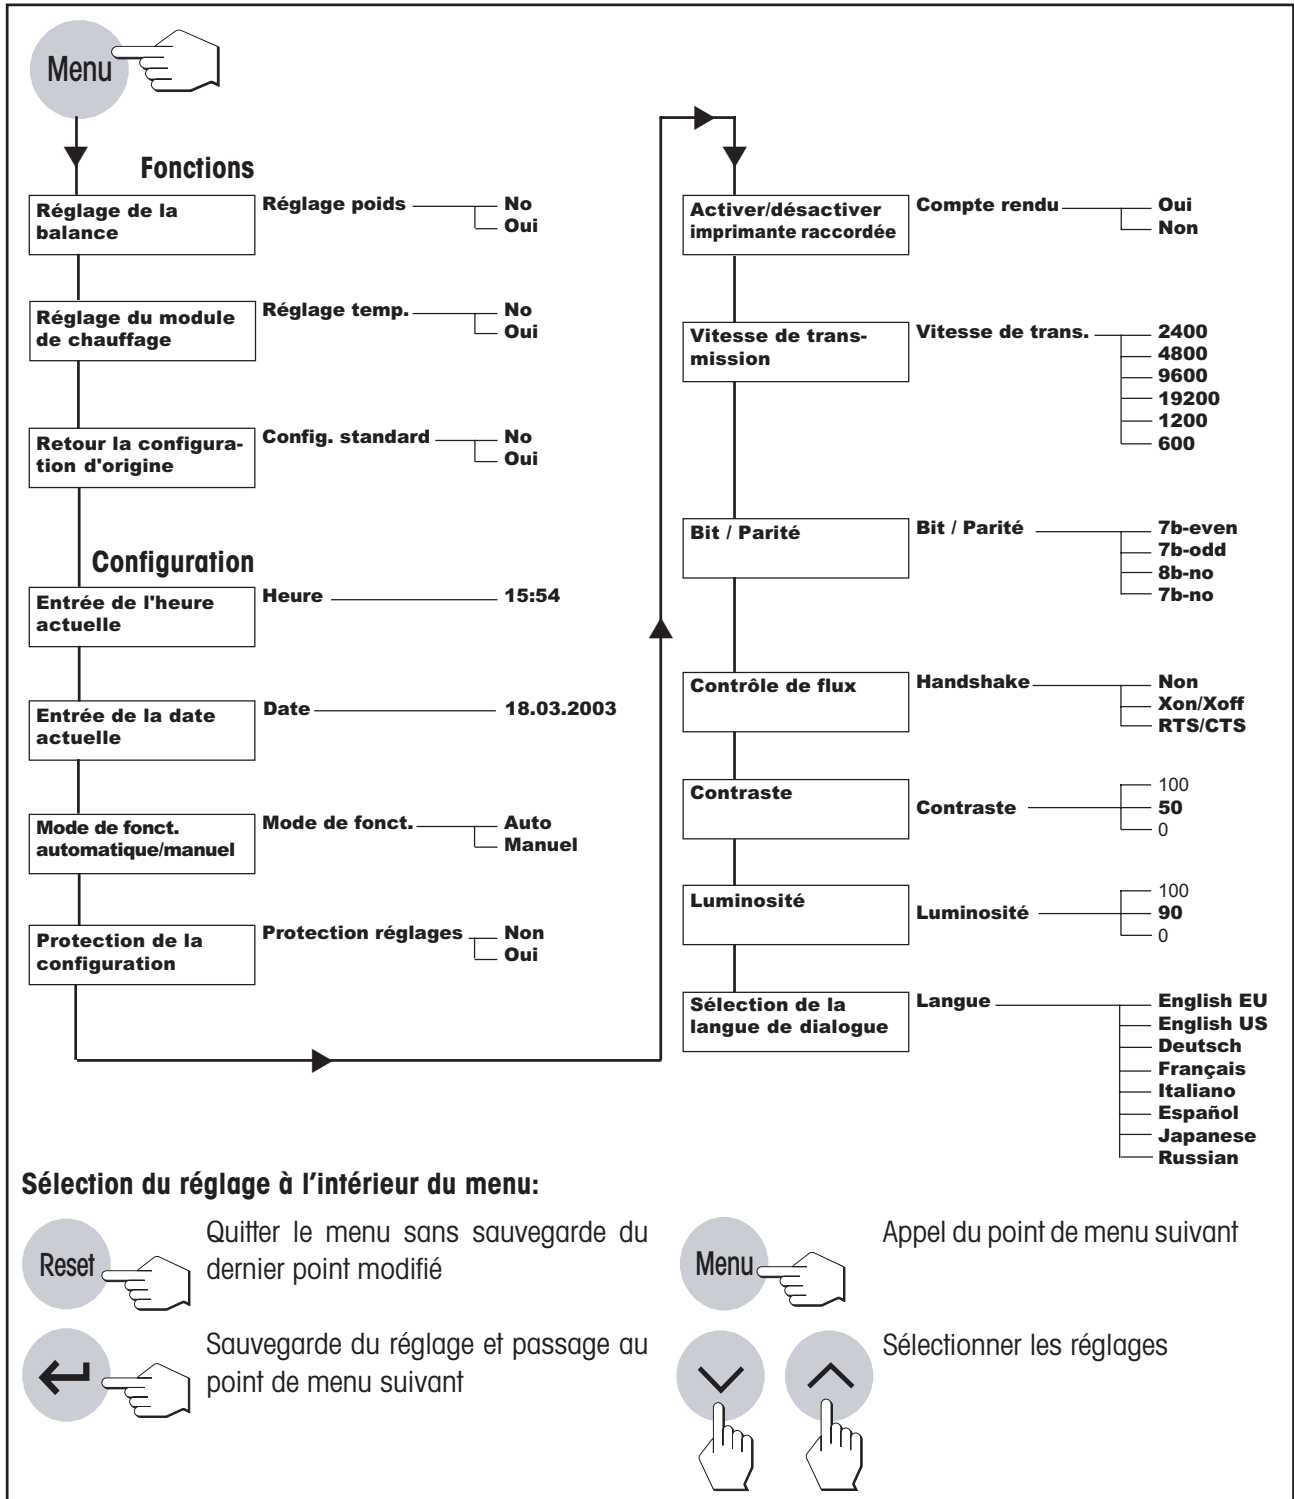 Menu
Fonctions
Réglage de la
balance
Réglage poids
No
Oui
Réglage du module
de chauffage
Réglage temp.
No
Oui
Retour la configura-
tion d'origine
Config. standard
No
Oui
Configuration
Entrée de l'heure
actuelle
Heure
15:54
Entrée de la date
actuelle
Date
18.03.2003
Mode de fonct.
automatique/manuel
Mode de fonct.
Auto
Manuel
Protection de la
configuration
Protection réglages
Non
Oui
Activer/désactiver
imprimante raccordée
Compte rendu
Oui
Non
Vitesse de trans-
mission
Vitesse de trans.
2400
4800
9600
19200
1200
600
Bit / Parité
Bit / Parité
7b-even
7b-odd
8b-no
7b-no
Contrôle de flux
Handshake
Non
Xon/Xoff
RTS/CTS
Contraste
Contraste
100
50
0
Luminosité
Luminosité
100
90
0
Sélection de la
langue de dialogue
Langue
English EU
English US
Deutsch
Français
Italiano
Español
Japanese
Russian
Sélection du réglage à l'intérieur du menu:
Reset
Quitter le menu sans sauvegarde du
dernier point modifié
Menu
Appel du point de menu suivant
Sauvegarde du réglage et passage au
point de menu suivant
Sélectionner les réglages